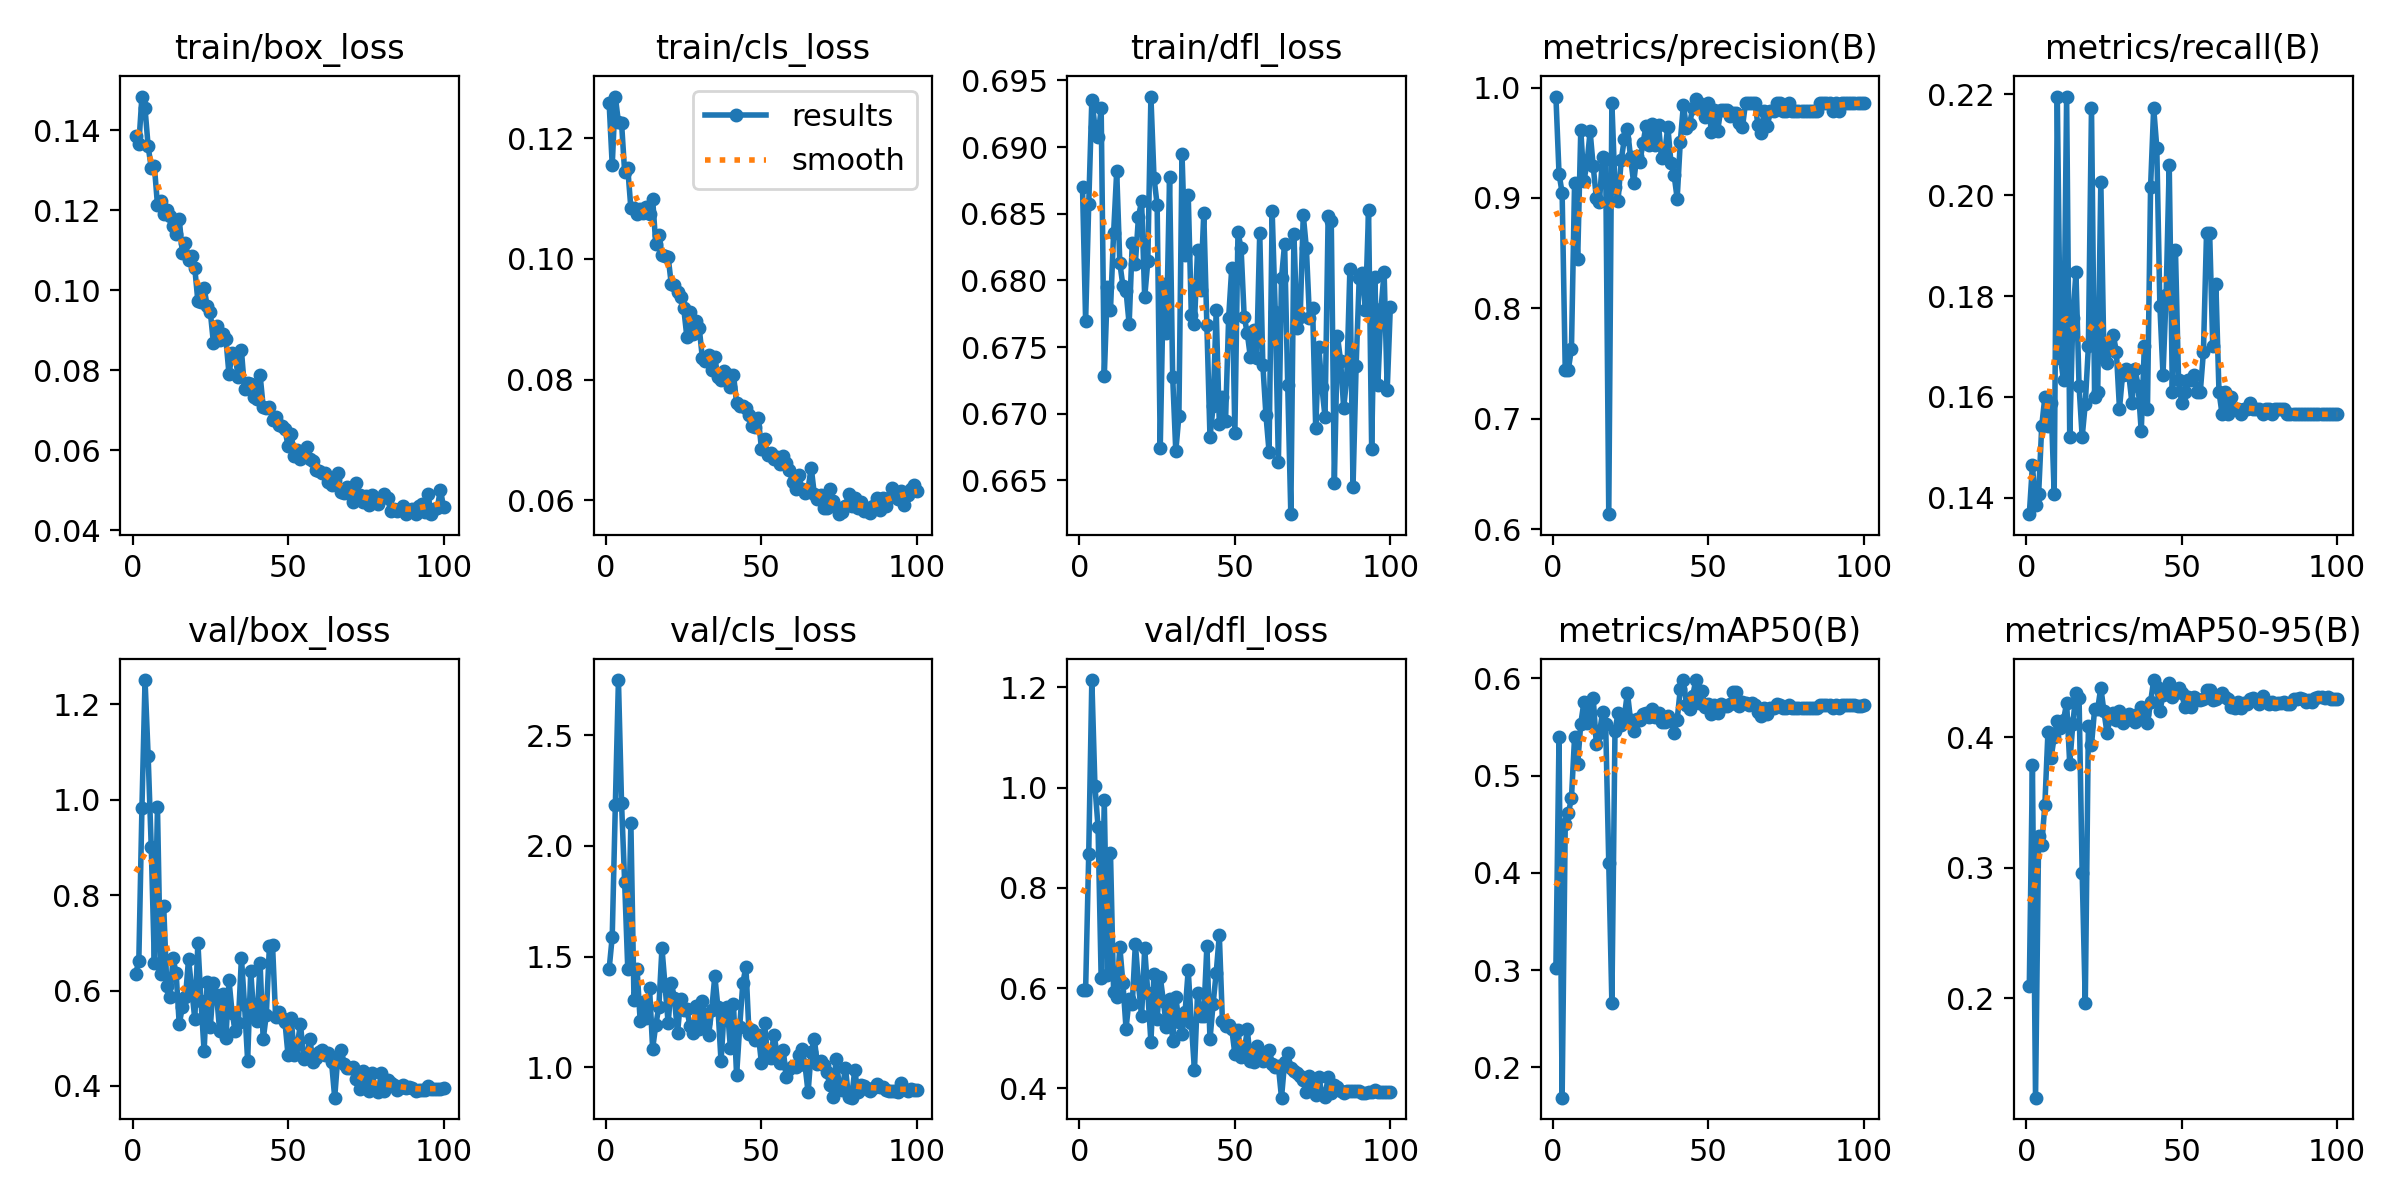 train/box_loss
0.14
0.12
0.10
0.08
0.06
0.04
0 50 100
train/cls_loss
results
smooth
0.12
0.10
0.08
0.06
0 50 100
train/dfl_loss
0.695
0.690
0.685
0.680
0.675
0.670
0.665
0 50 100
metrics/precision(B)
1.0
0.9
0.8
0.7
0.6
0 50 100
metrics/recall(B)
0.22
0.20
0.18
0.16
0.14
0 50 100
val/box_loss
1.2
1.0
0.8
0.6
0.4
0 50 100
val/cls_loss
2.5
2.0
1.5
1.0
0 50 100
val/dfl_loss
1.2
1.0
0.8
0.6
0.4
0 50 100
metrics/mAP50(B)
0.6
0.5
0.4
0.3
0.2
0 50 100
metrics/mAP50-95(B)
0.4
0.3
0.2
0 50 100